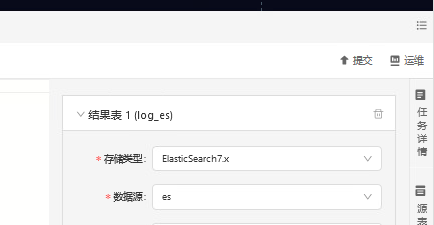 提交 运维
结果表 1 (log_es)
* 存储类型: ElasticSearch7.x
* 数据源: es
任务详情
源表